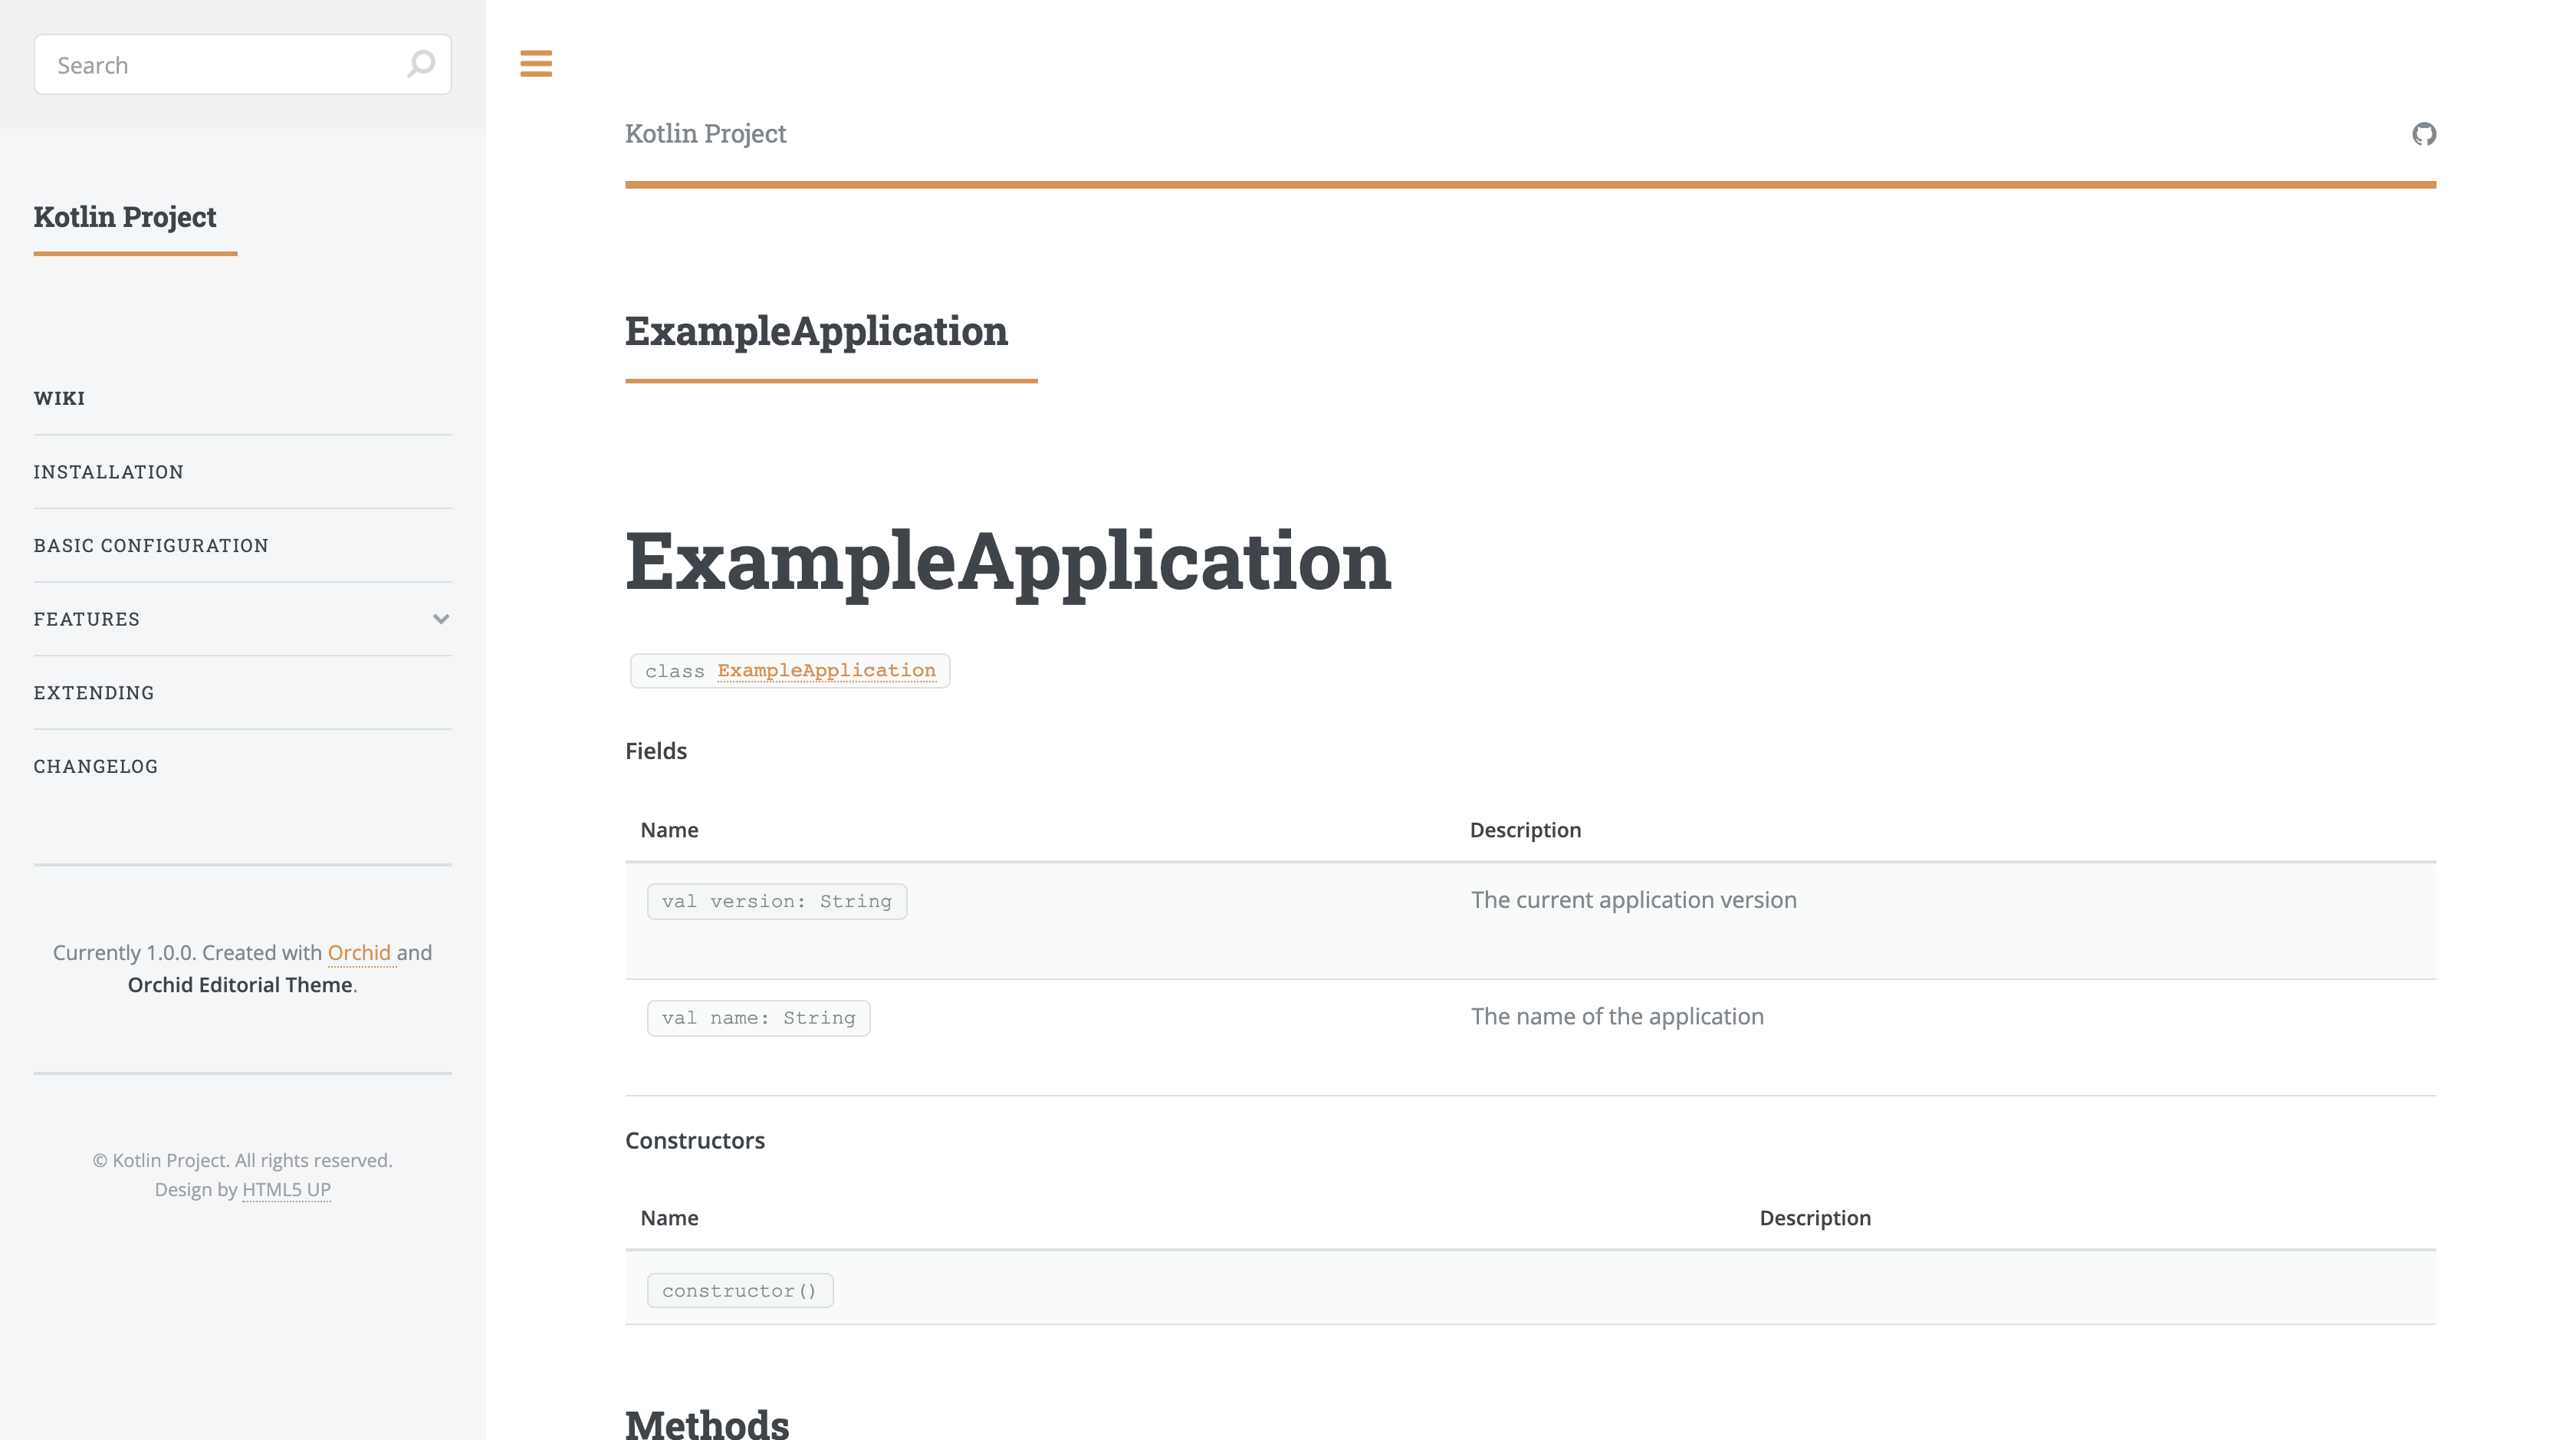 Search
Kotlin Project
WIKI
INSTALLATION
BASIC CONFIGURATION
FEATURES
EXTENDING
CHANGELOG
Currently 1.0.0. Created with Orchid and
Orchid Editorial Theme.
© Kotlin Project. All rights reserved.
Design by HTML5 UP
Kotlin Project
ExampleApplication
ExampleApplication
class ExampleApplication
Fields
Name Description
val version: String The current application version
val name: String The name of the application
Constructors
Name Description
constructor()
Methods